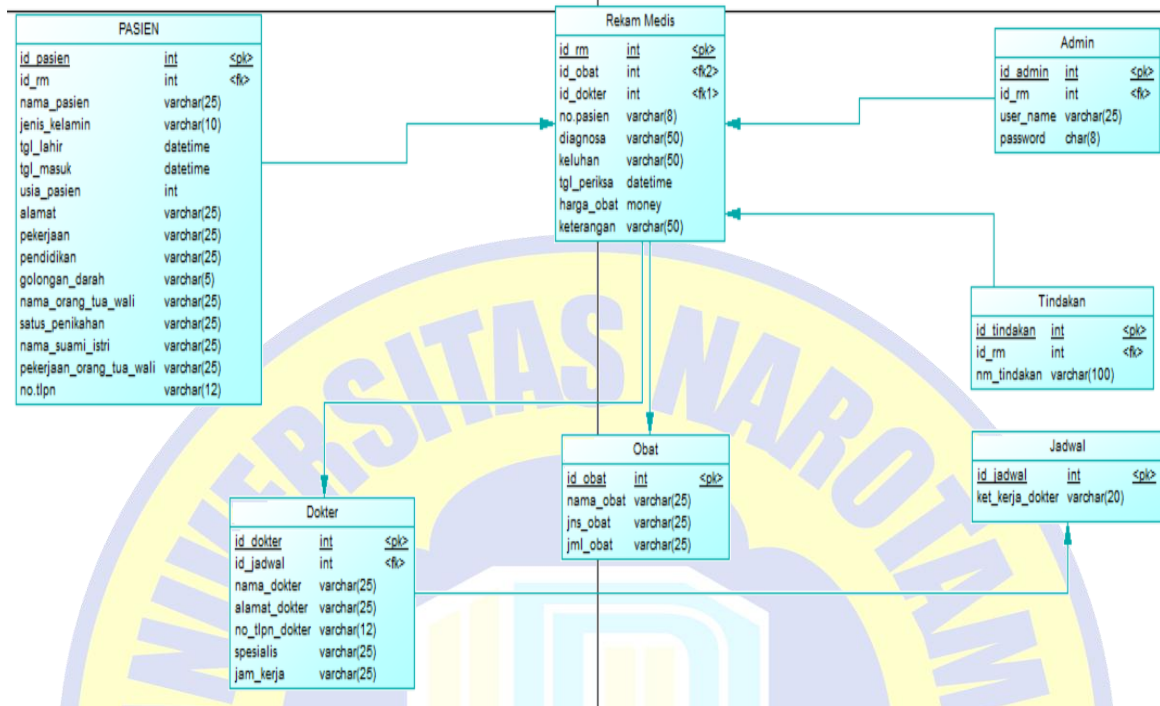 PASIEN
id_pasien int <pk>
id_rm int <fk>
nama_pasien varchar(25)
jenis_kelamin varchar(10)
tgl_lahir datetime
tgl_masuk datetime
usia_pasien int
alamat varchar(25)
pekerjaan varchar(25)
pendidikan varchar(25)
golongan_darah varchar(5)
nama_orang_tua_wali varchar(25)
satus_penikahan varchar(25)
nama_suami_istri varchar(25)
pekerjaan_orang_tua_wali varchar(25)
no.tlpn varchar(12)
Rekam Medis
id_rm int <pk>
id_obat int <fk2>
id_dokter int <fk1>
no.pasien varchar(8)
diagnosa varchar(50)
keluhan varchar(50)
tgl_periksa datetime
harga_obat money
keterangan varchar(50)
Admin
id_admin int <pk>
id_rm int <fk>
user_name varchar(25)
password char(8)
Tindakan
id_tindakan int <pk>
id_rm int <fk>
nm_tindakan varchar(100)
Obat
id_obat int <pk>
nama_obat varchar(25)
jns_obat varchar(25)
jml_obat varchar(25)
Jadwal
id_jadwal int <pk>
ket_kerja_dokter varchar(20)
Dokter
id_dokter int <pk>
id_jadwal int <fk>
nama_dokter varchar(25)
alamat_dokter varchar(25)
no_tlpn_dokter varchar(12)
spesialis varchar(25)
jam_kerja varchar(25)
NIVERSITAS NAROTAM